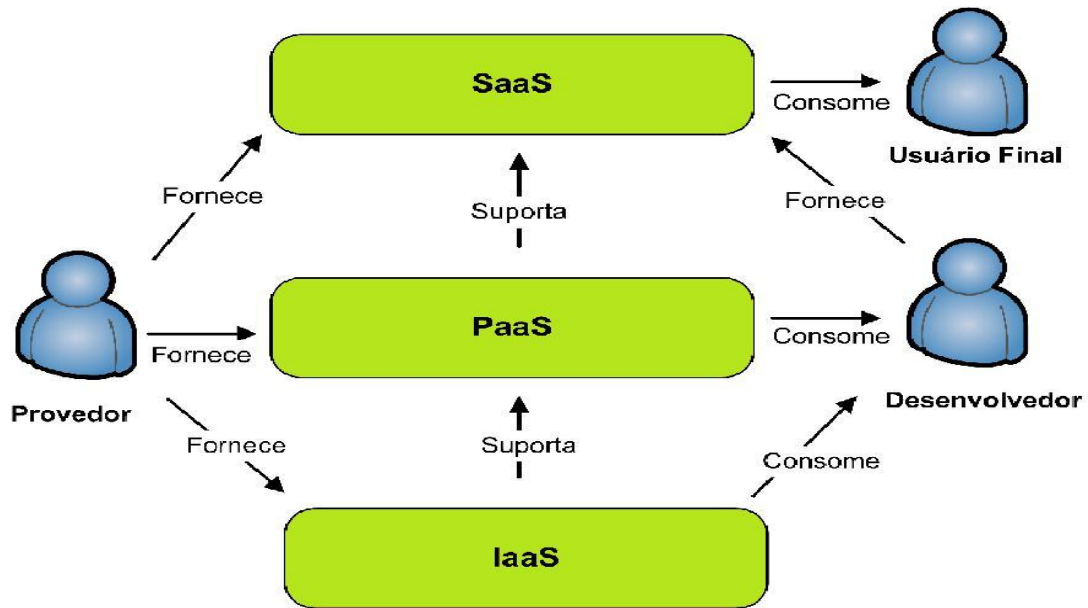 SaaS
Consome
Usuário Final
Fornece
Suporta
Fornece
PaaS
Consome
Fornece
Provedor
Desenvolvedor
Fornece
Suporta
Consome
IaaS